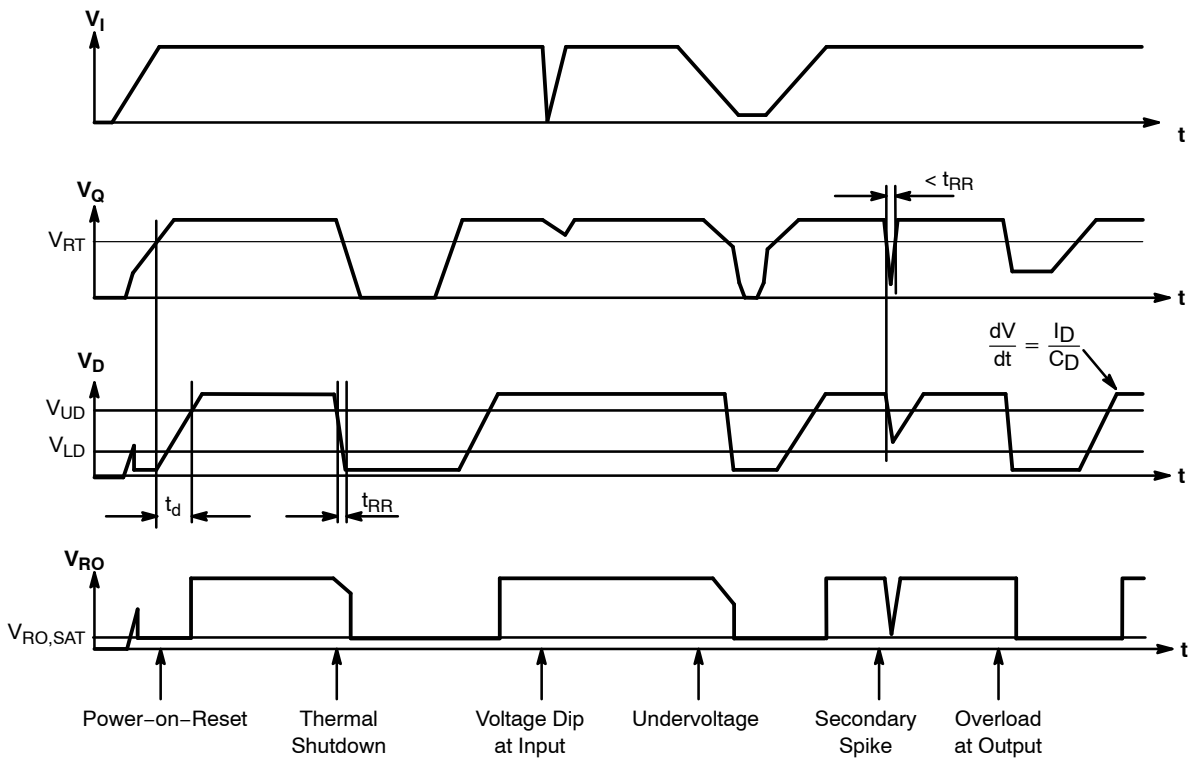 V_I
t
V_Q
< t_RR
V_RT
t
dV/dt = I_D/C_D
V_D
V_UD
V_LD
t
t_d
t_RR
V_RO
V_RO,SAT
t
Power−on−Reset
Thermal
Shutdown
Voltage Dip
at Input
Undervoltage
Secondary
Spike
Overload
at Output